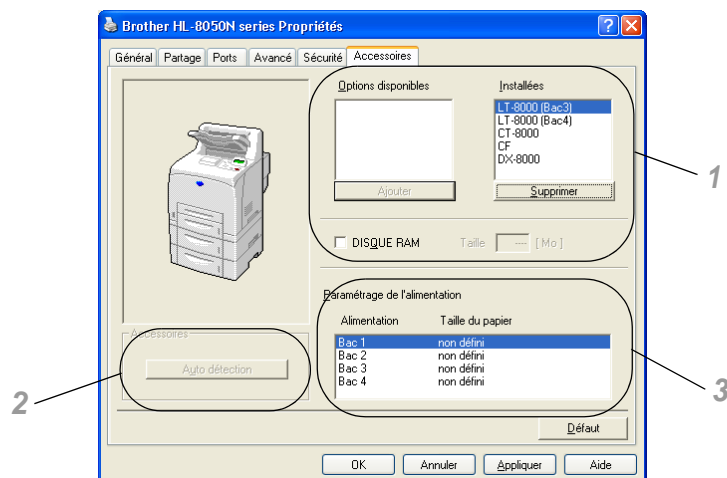 Brother HL-8050N series Propriétés
Général Partage Ports Avancé Sécurité Accessoires
Options disponibles
Installées
LT-8000 (Bac3)
LT-8000 (Bac4)
CT-8000
CF
DX-8000
Ajouter
Supprimer
1
DISQUE RAM Taille --- [ Mo ]
Paramétrage de l'alimentation
Alimentation Taille du papier
Bac 1 non défini
Bac 2 non défini
Bac 3 non défini
Bac 4 non défini
3
Accessoires
Auto détection
2
Défaut
OK Annuler Appliquer Aide